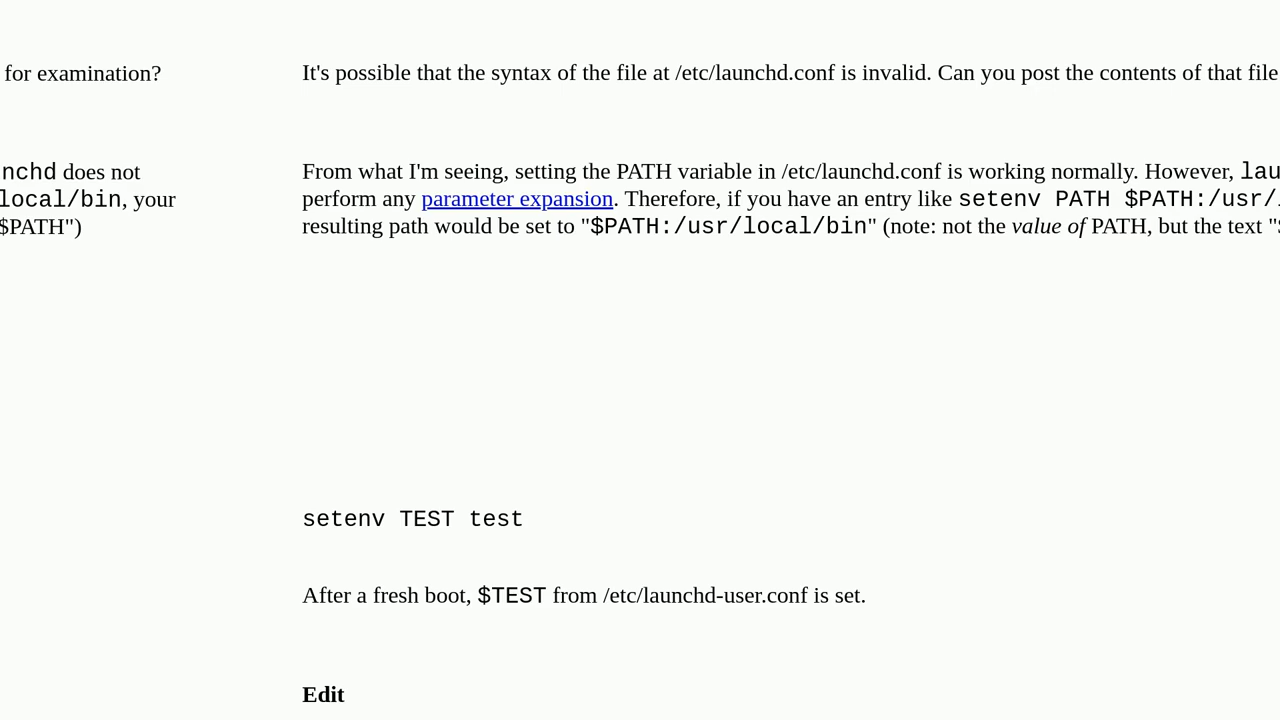 for examination?
nchd does not
local/bin, your
$PATH")
It's possible that the syntax of the file at /etc/launchd.conf is invalid. Can you post the contents of that file
From what I'm seeing, setting the PATH variable in /etc/launchd.conf is working normally. However, lau
perform any parameter expansion. Therefore, if you have an entry like setenv PATH $PATH:/usr/
resulting path would be set to "$PATH:/usr/local/bin" (note: not the value of PATH, but the text "
setenv TEST test
After a fresh boot, $TEST from /etc/launchd-user.conf is set.
Edit